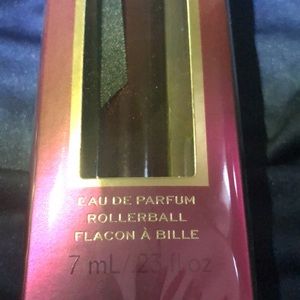 EAU DE PARFUM
ROLLERBALL
FLACON À BILLE
7 mL/.23 fl oz